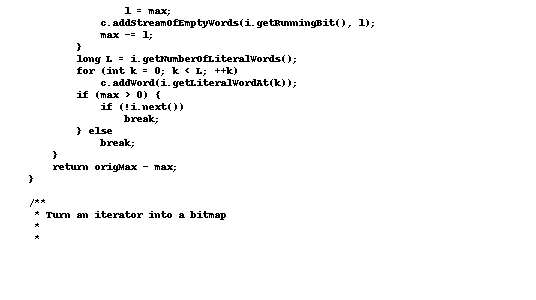 l = max;
c.addStreamOfEmptyWords(i.getRunningBit(), l);
max -= l;
}
long L = i.getNumberOfLiteralWords();
for (int k = 0; k < L; ++k)
c.addWord(i.getLiteralWordAt(k));
if (max > 0) {
if (!i.next())
break;
} else
break;
}
return origMax - max;
}
/**
* Turn an iterator into a bitmap
*
*